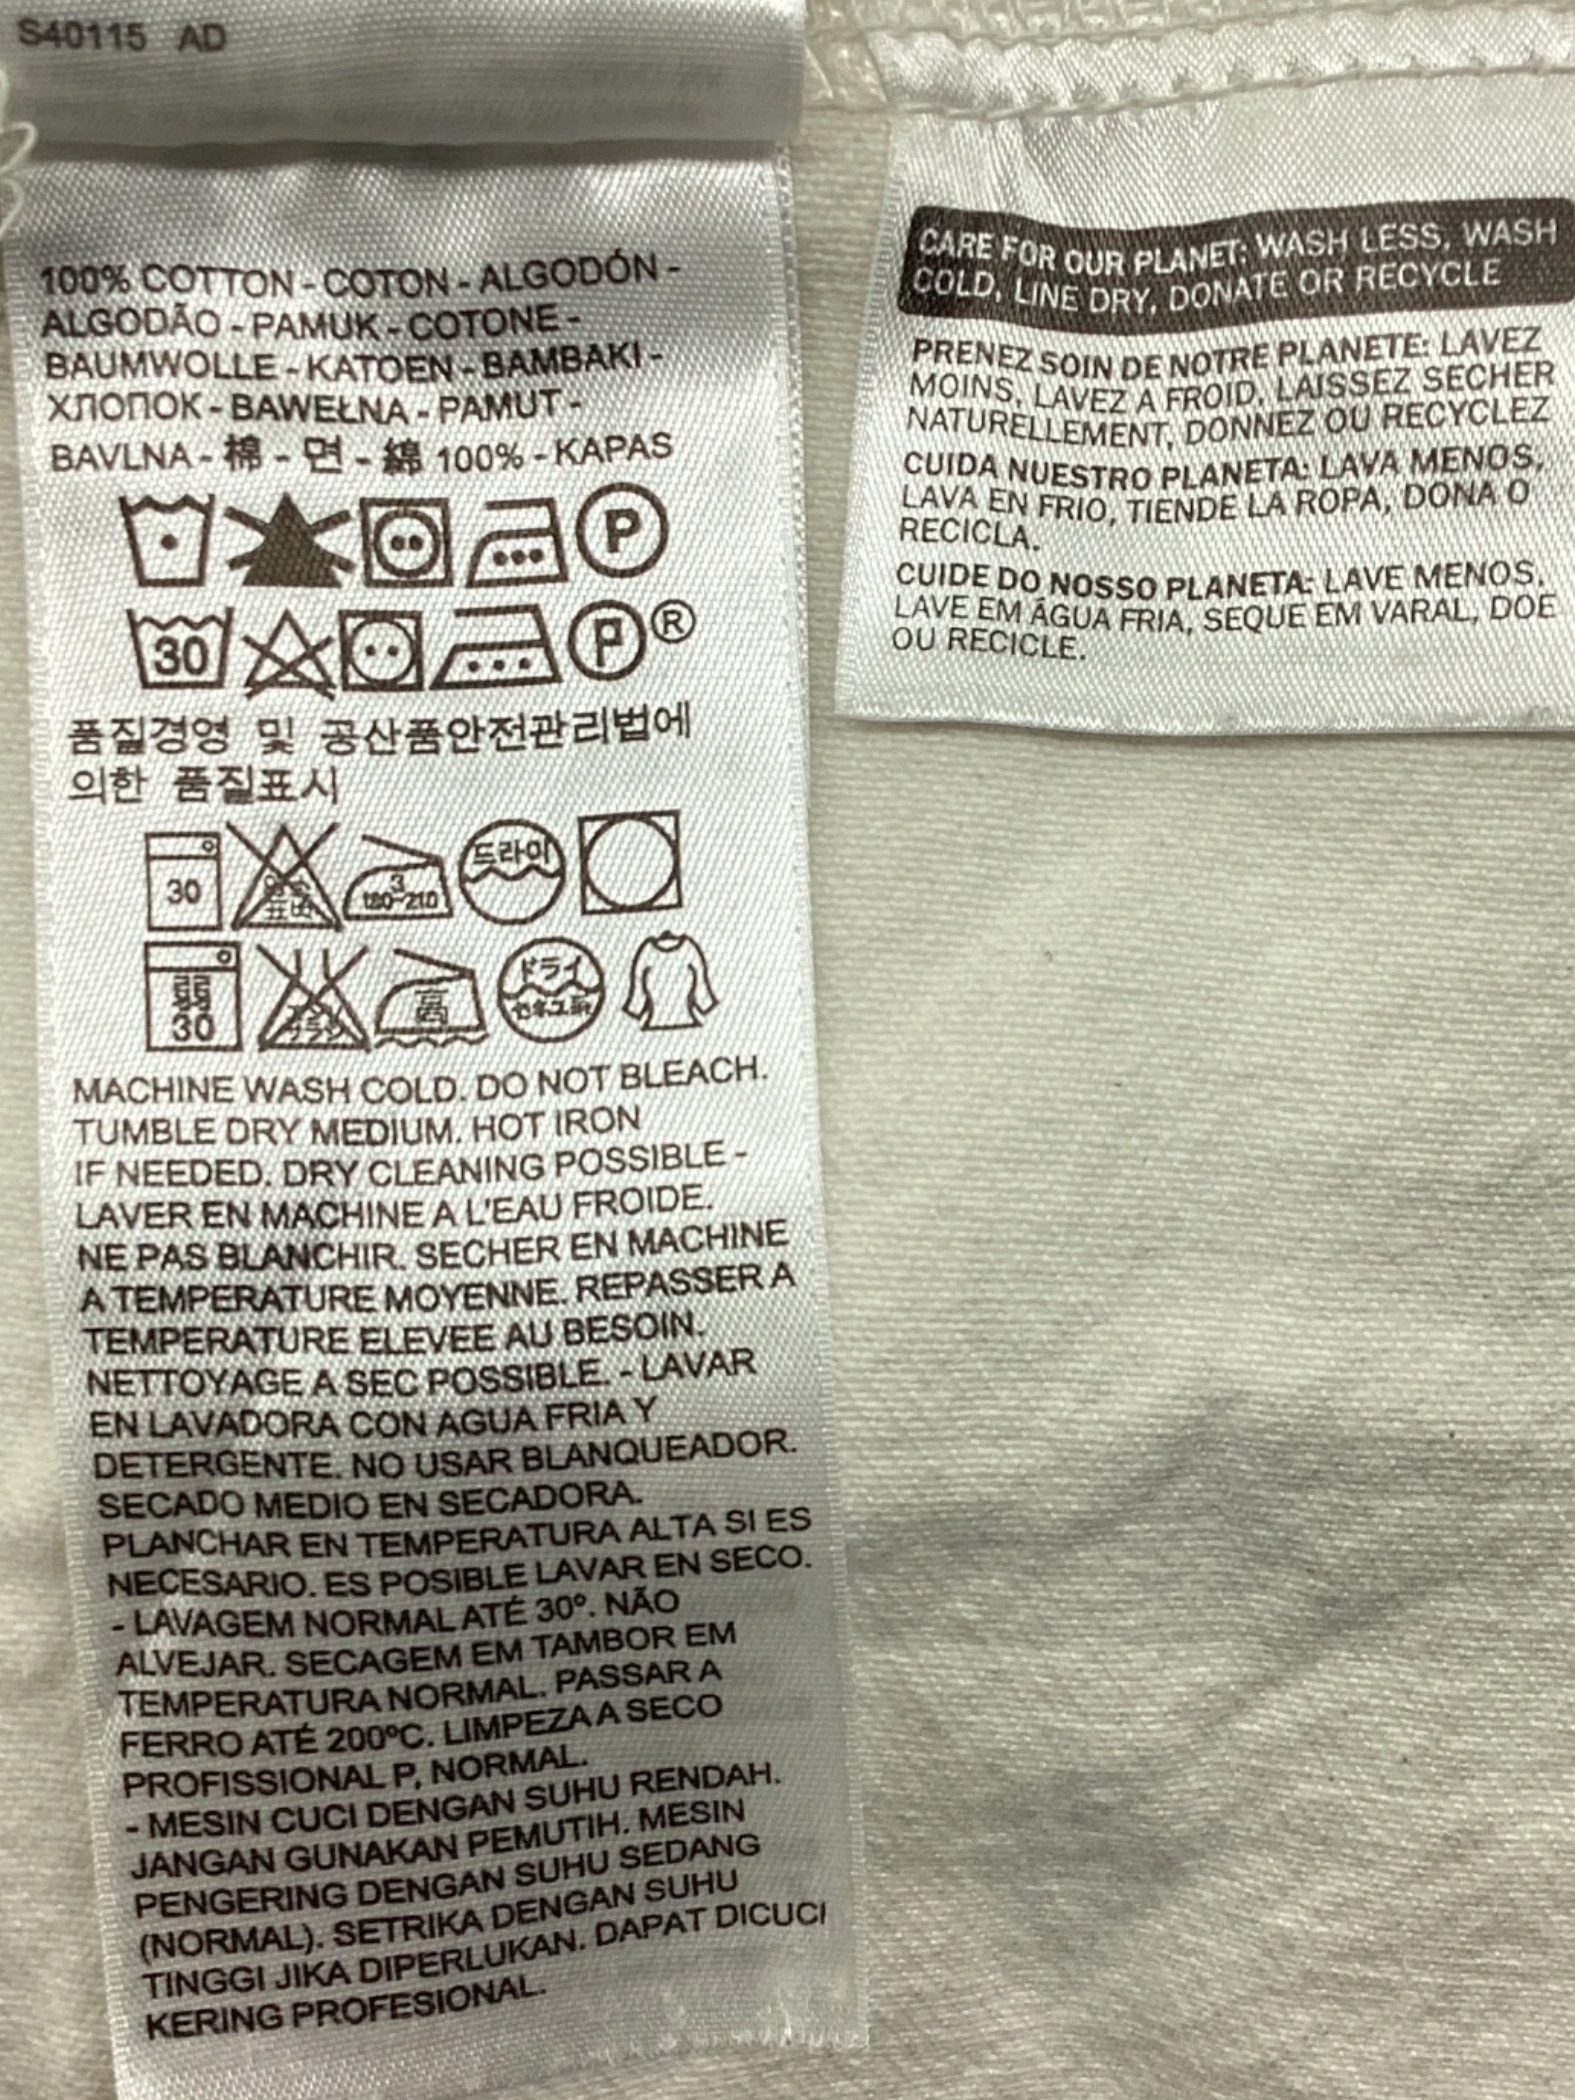 S40115 AD
100% COTTON - COTON - ALGODÓN -
ALGODÃO - PAMUK - COTONE -
BAUMWOLLE - KATOEN - BAMBAKI -
ХЛОПОК - BAWEŁNA - PAMUT -
BAVLNA - 棉 - 면 - 綿 100% - KAPAS
P
30 P ®
품질경영 및 공산품안전관리법에
의한 품질표시
30 3 180~210 드라이
弱 30 高 ドライ
MACHINE WASH COLD. DO NOT BLEACH.
TUMBLE DRY MEDIUM. HOT IRON
IF NEEDED. DRY CLEANING POSSIBLE -
LAVER EN MACHINE A L'EAU FROIDE.
NE PAS BLANCHIR. SECHER EN MACHINE
A TEMPERATURE MOYENNE. REPASSER A
TEMPERATURE ELEVEE AU BESOIN.
NETTOYAGE A SEC POSSIBLE. - LAVAR
EN LAVADORA CON AGUA FRIA Y
DETERGENTE. NO USAR BLANQUEADOR.
SECADO MEDIO EN SECADORA.
PLANCHAR EN TEMPERATURA ALTA SI ES
NECESARIO. ES POSIBLE LAVAR EN SECO.
- LAVAGEM NORMAL ATÉ 30º. NÃO
ALVEJAR. SECAGEM EM TAMBOR EM
TEMPERATURA NORMAL. PASSAR A
FERRO ATÉ 200ºC. LIMPEZA A SECO
PROFISSIONAL P, NORMAL.
- MESIN CUCI DENGAN SUHU RENDAH.
JANGAN GUNAKAN PEMUTIH. MESIN
PENGERING DENGAN SUHU SEDANG
(NORMAL). SETRIKA DENGAN SUHU
TINGGI JIKA DIPERLUKAN. DAPAT DICUCI
KERING PROFESIONAL.
CARE FOR OUR PLANET: WASH LESS, WASH
COLD, LINE DRY, DONATE OR RECYCLE
PRENEZ SOIN DE NOTRE PLANETE: LAVEZ
MOINS, LAVEZ A FROID, LAISSEZ SECHER
NATURELLEMENT, DONNEZ OU RECYCLEZ
CUIDA NUESTRO PLANETA: LAVA MENOS,
LAVA EN FRIO, TIENDE LA ROPA, DONA O
RECICLA.
CUIDE DO NOSSO PLANETA: LAVE MENOS,
LAVE EM ÁGUA FRIA, SEQUE EM VARAL, DOE
OU RECICLE.